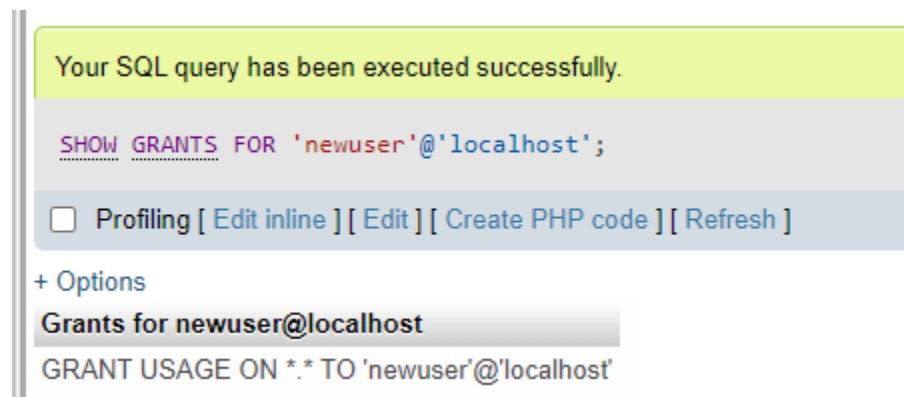 Your SQL query has been executed successfully.
SHOW GRANTS FOR 'newuser'@'localhost';
Profiling [ Edit inline ] [ Edit ] [ Create PHP code ] [ Refresh ]
+ Options
Grants for newuser@localhost
GRANT USAGE ON *.* TO 'newuser'@'localhost'